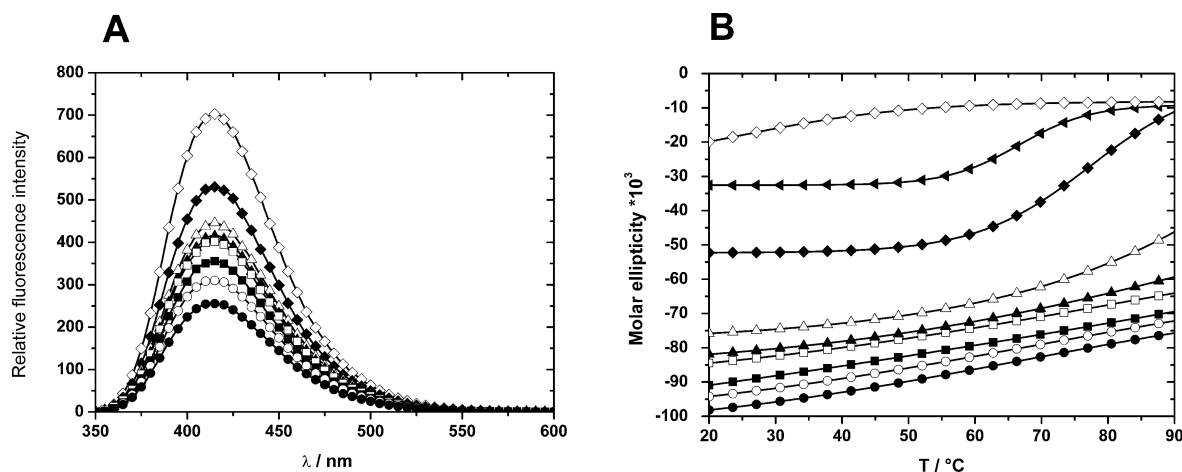 A
800
700
600
500
400
300
200
100
0
350 400 450 500 550 600
Relative fluorescence intensity
λ / nm
B
0
-10
-20
-30
-40
-50
-60
-70
-80
-90
-100
20 30 40 50 60 70 80 90
Molar ellipticity *10³
T / °C